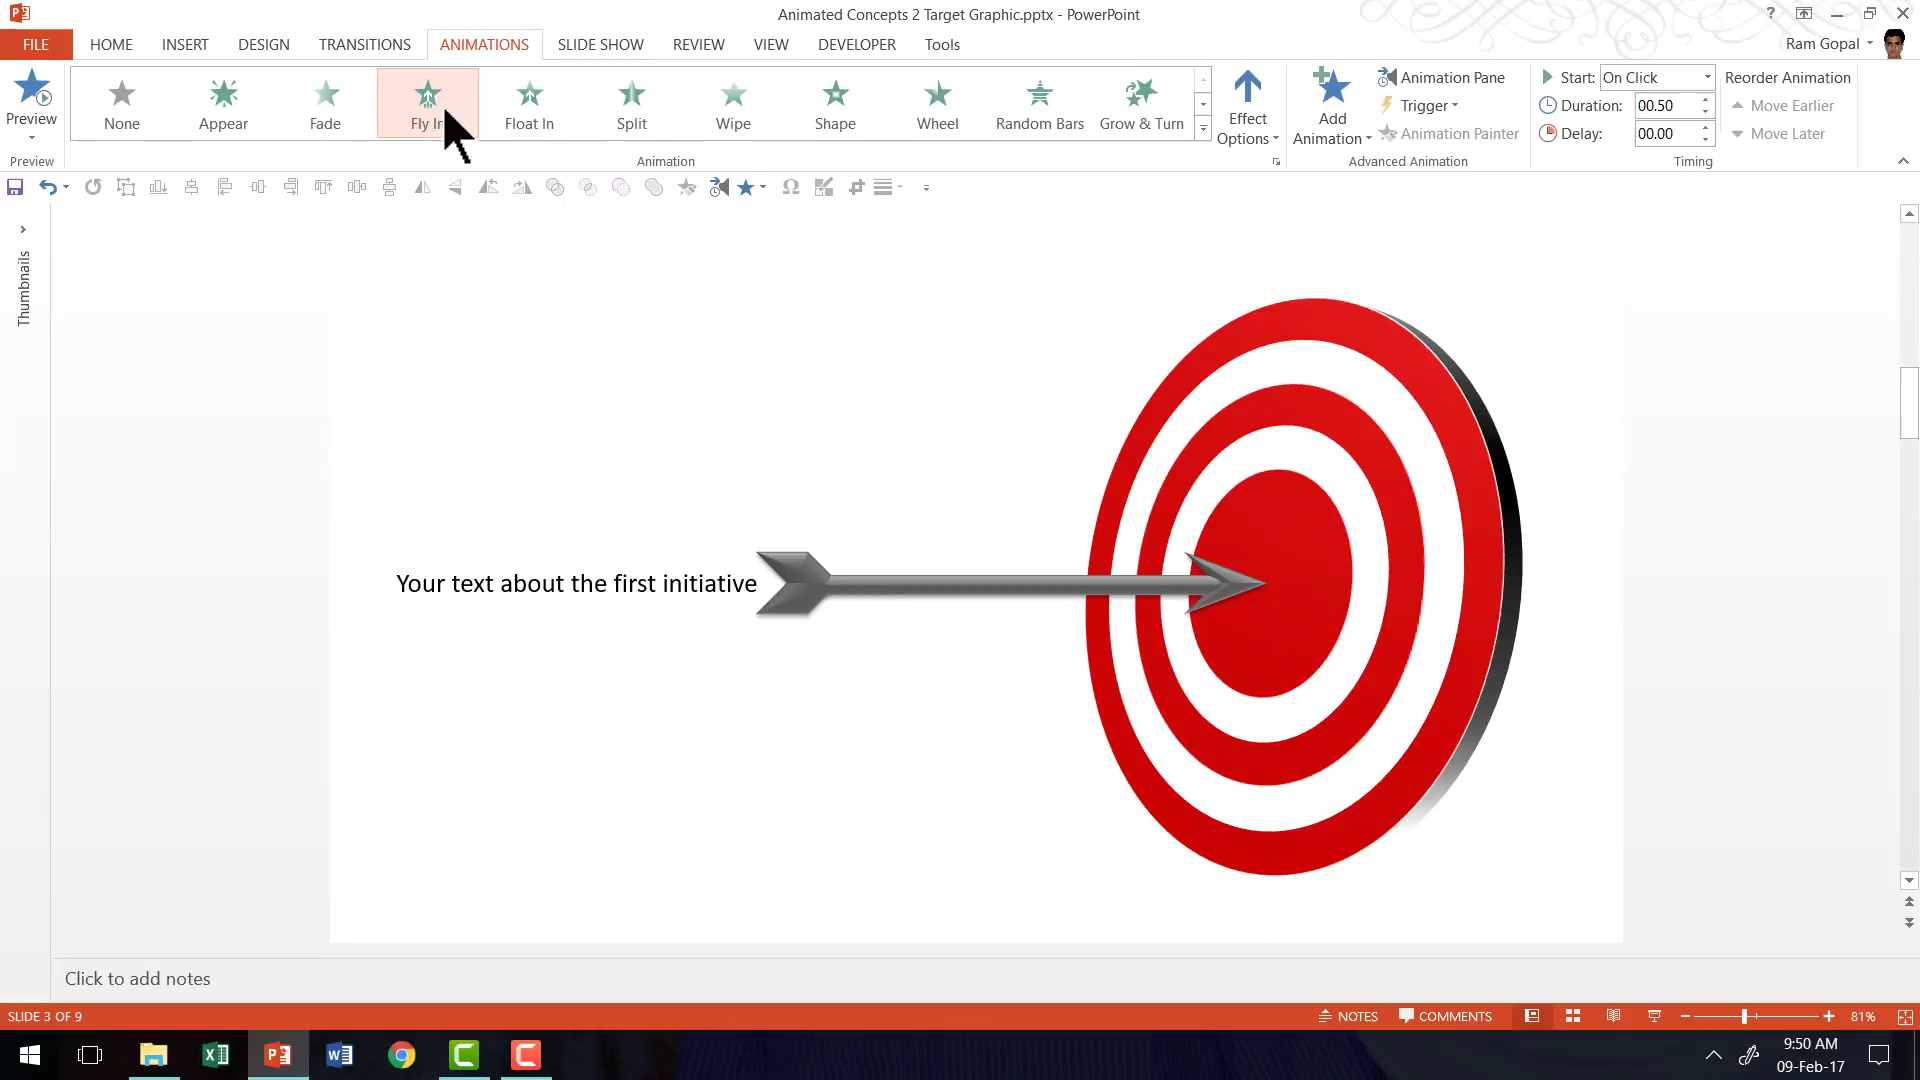 Animated Concepts 2 Target Graphic.pptx - PowerPoint
FILE HOME INSERT DESIGN TRANSITIONS ANIMATIONS SLIDE SHOW REVIEW VIEW DEVELOPER Tools
Ram Gopal
Preview
None Appear Fade Fly In Float In Split Wipe Shape Wheel Random Bars Grow & Turn
Effect Options
Add Animation
Animation Pane
Trigger
Animation Painter
Start: On Click
Duration: 00.50
Delay: 00.00
Reorder Animation
Move Earlier
Move Later
Preview Animation Advanced Animation Timing
Thumbnails
Your text about the first initiative
Click to add notes
SLIDE 3 OF 9 NOTES COMMENTS 81%
9:50 AM
09-Feb-17